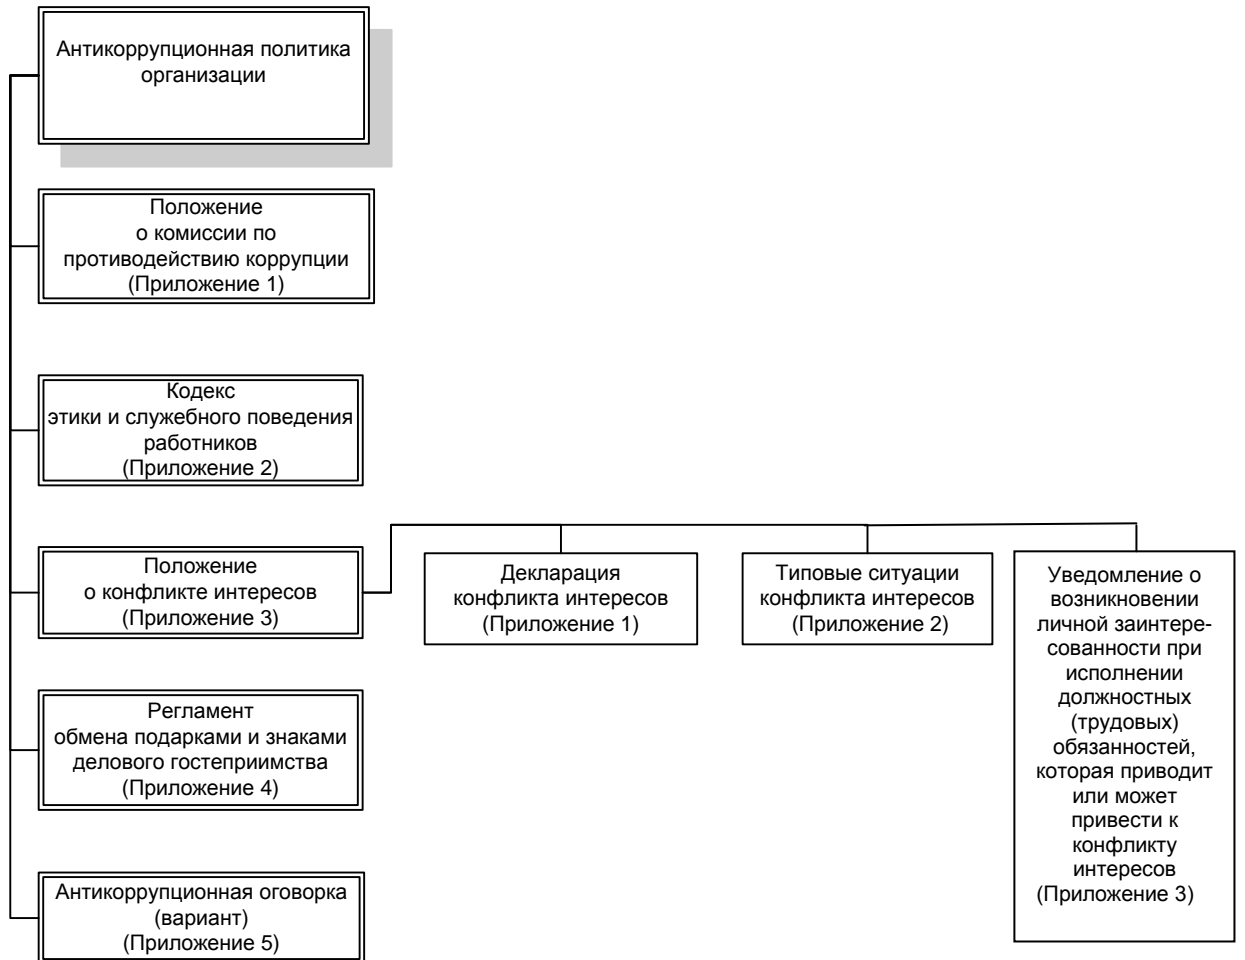 Антикоррупционная политика
организации
Положение
о комиссии по
противодействию коррупции
(Приложение 1)
Кодекс
этики и служебного поведения
работников
(Приложение 2)
Положение
о конфликте интересов
(Приложение 3)
Декларация
конфликта интересов
(Приложение 1)
Типовые ситуации
конфликта интересов
(Приложение 2)
Уведомление о
возникновении
личной заинтере-
сованности при
исполнении
должностных
(трудовых)
обязанностей,
которая приводит
или может
привести к
конфликту
интересов
(Приложение 3)
Регламент
обмена подарками и знаками
делового гостеприимства
(Приложение 4)
Антикоррупционная оговорка
(вариант)
(Приложение 5)